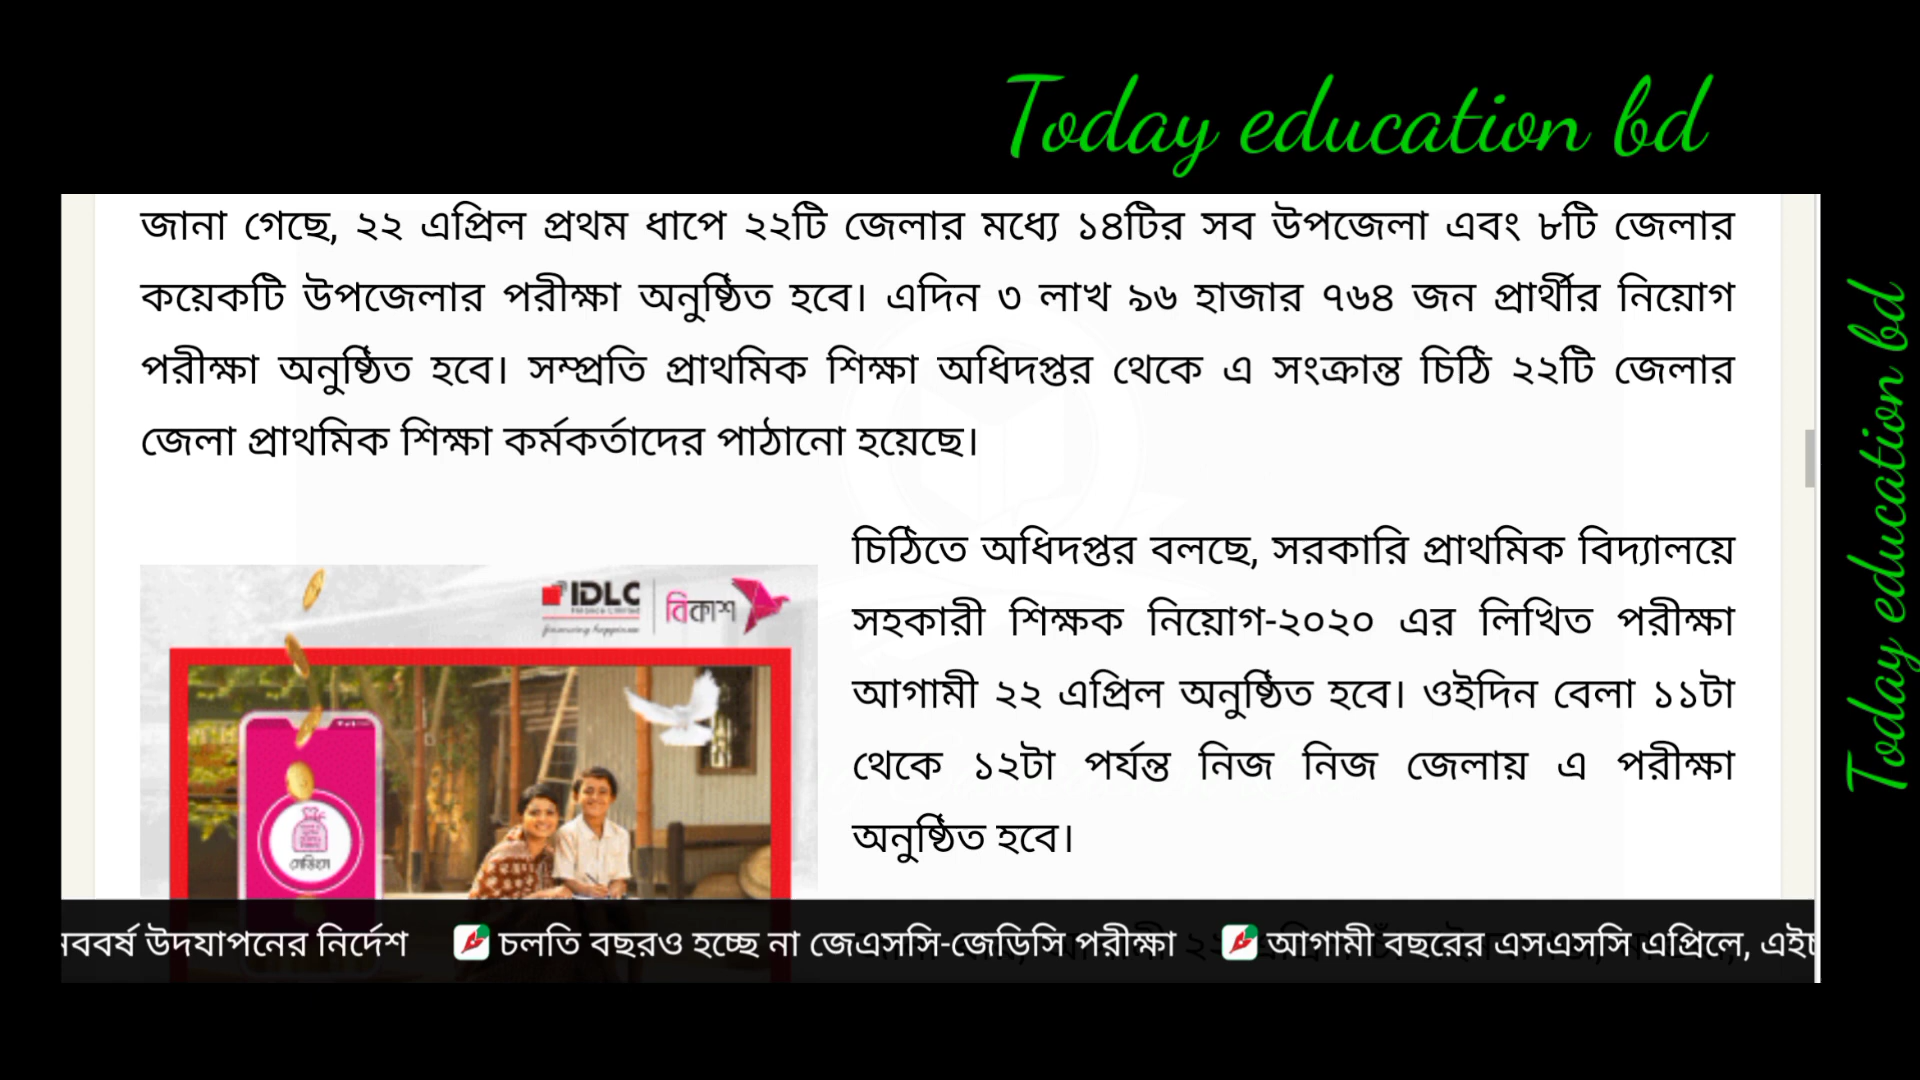 Today education bd
জানা গেছে, ২২ এপ্রিল প্রথম ধাপে ২২টি জেলার মধ্যে ১৪টির সব উপজেলা এবং ৮টি জেলার
কয়েকটি উপজেলার পরীক্ষা অনুষ্ঠিত হবে। এদিন ৩ লাখ ৯৬ হাজার ৭৬৪ জন প্রার্থীর নিয়োগ
পরীক্ষা অনুষ্ঠিত হবে। সম্প্রতি প্রাথমিক শিক্ষা অধিদপ্তর থেকে এ সংক্রান্ত চিঠি ২২টি জেলার
জেলা প্রাথমিক শিক্ষা কর্মকর্তাদের পাঠানো হয়েছে।
চিঠিতে অধিদপ্তর বলছে, সরকারি প্রাথমিক বিদ্যালয়ে
সহকারী শিক্ষক নিয়োগ-২০২০ এর লিখিত পরীক্ষা
আগামী ২২ এপ্রিল অনুষ্ঠিত হবে। ওইদিন বেলা ১১টা
থেকে ১২টা পর্যন্ত নিজ নিজ জেলায় এ পরীক্ষা
অনুষ্ঠিত হবে।
IDLC বিকাশ
সেভিংস
নববর্ষ উদযাপনের নির্দেশ চলতি বছরও হচ্ছে না জেএসসি-জেডিসি পরীক্ষা আগামী বছরের এসএসসি এপ্রিলে,
Today education bd